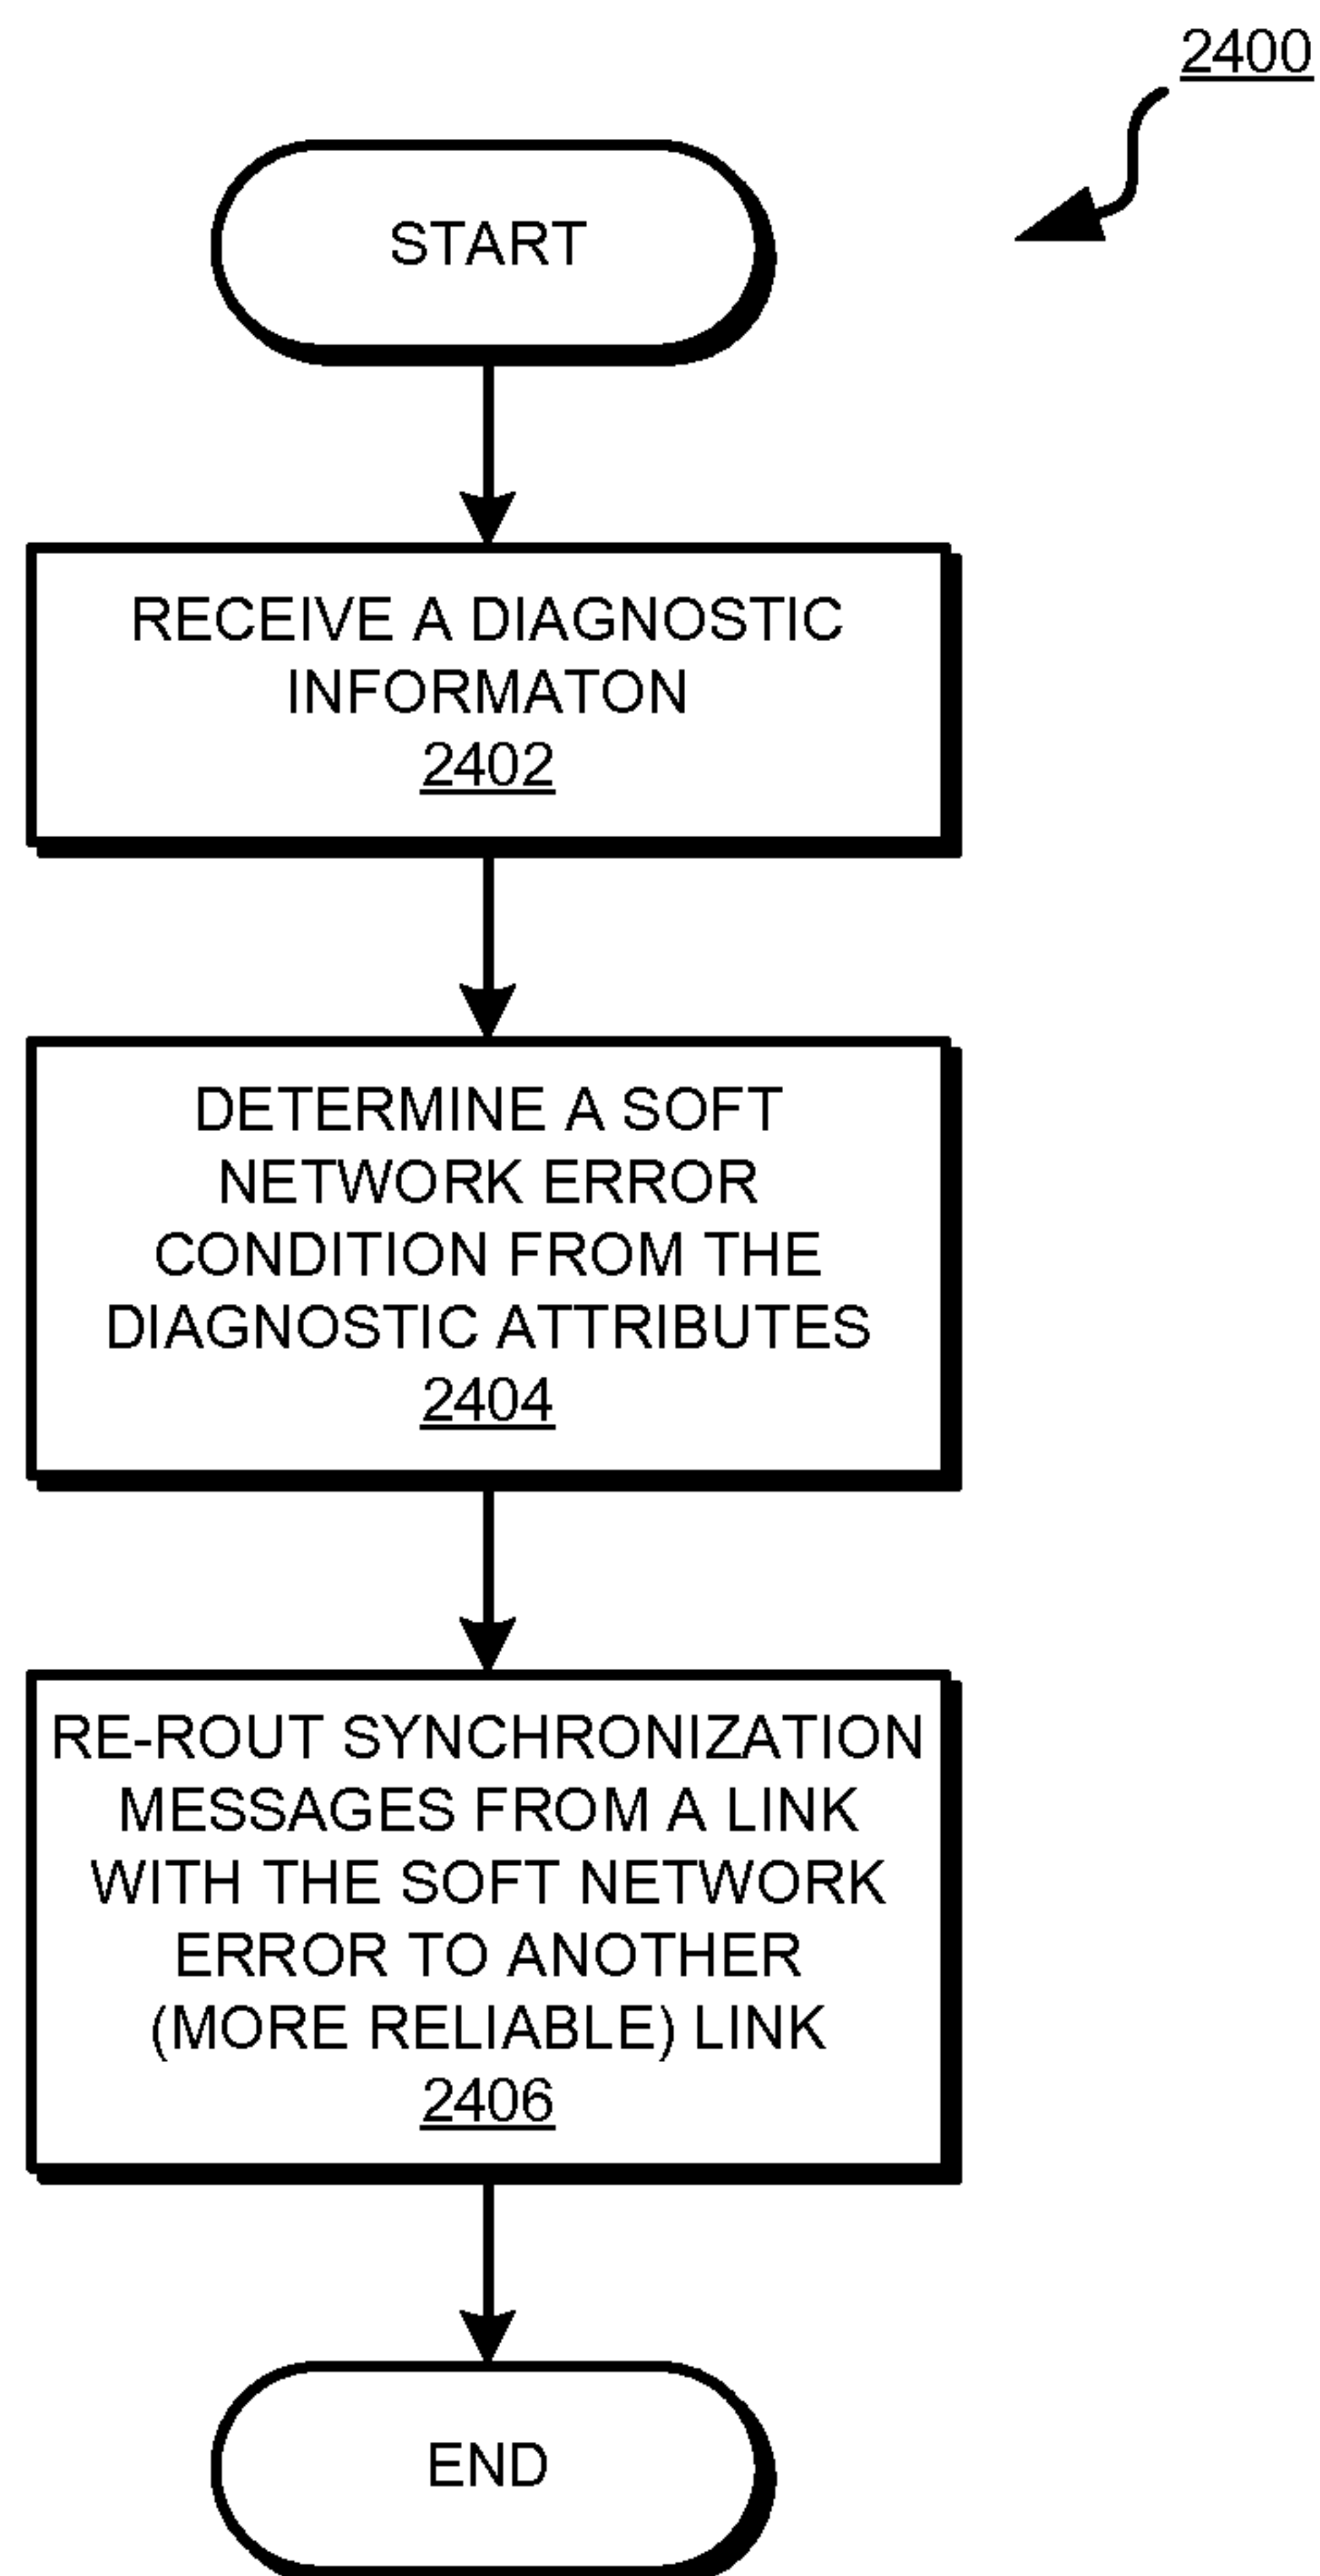 2400
START
RECEIVE A DIAGNOSTIC
INFORMATON
2402
DETERMINE A SOFT
NETWORK ERROR
CONDITION FROM THE
DIAGNOSTIC ATTRIBUTES
2404
RE-ROUT SYNCHRONIZATION
MESSAGES FROM A LINK
WITH THE SOFT NETWORK
ERROR TO ANOTHER
(MORE RELIABLE) LINK
2406
END